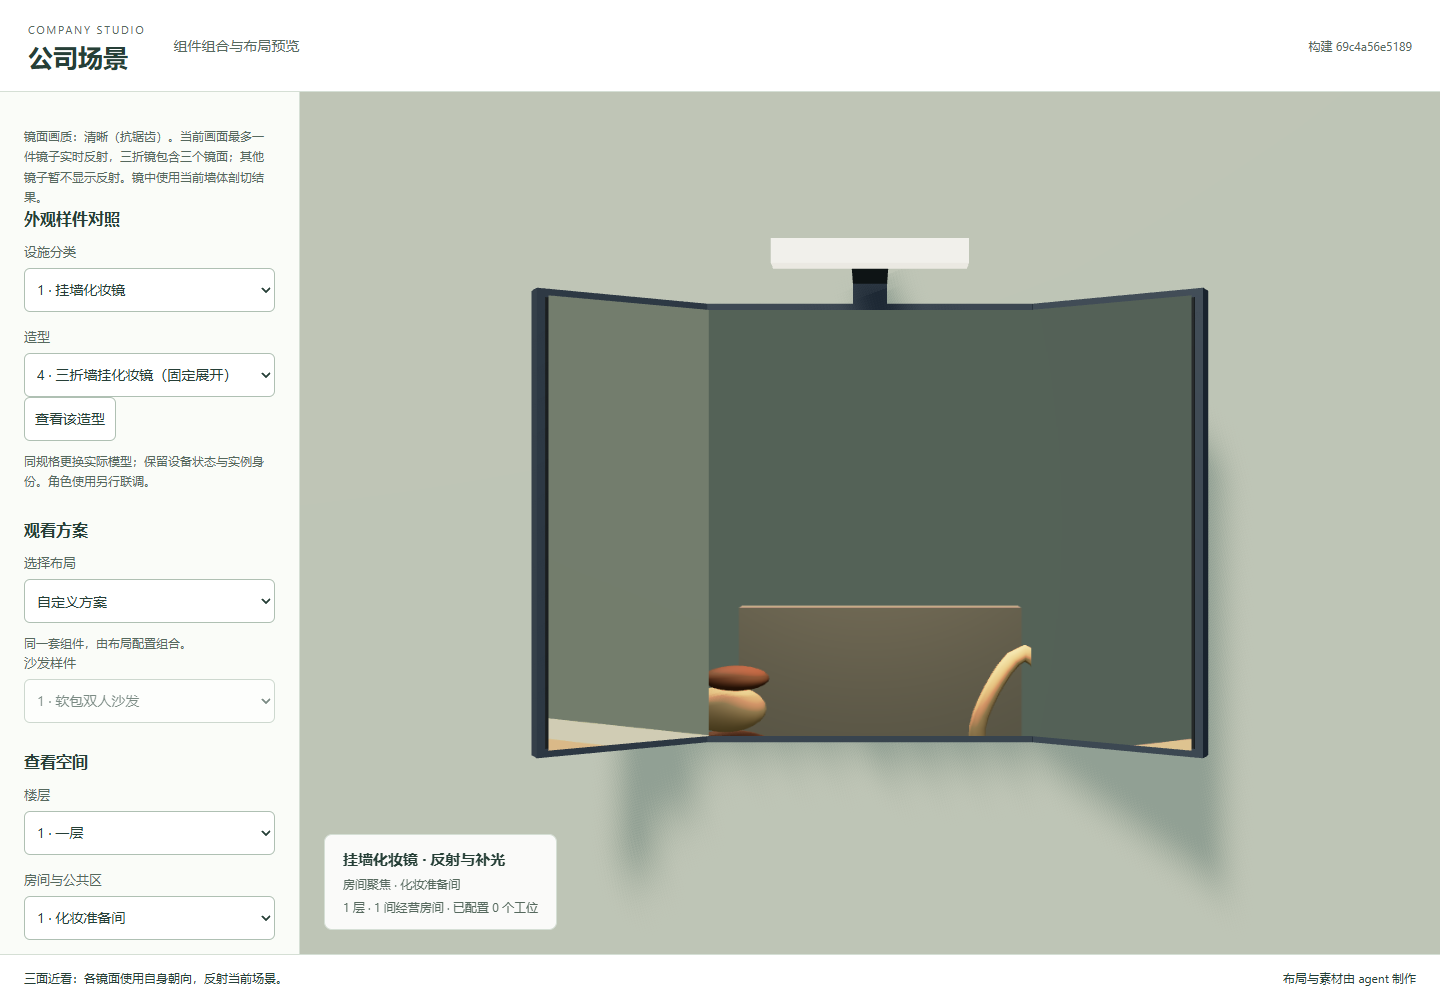 COMPANY STUDIO
公司场景
组件组合与布局预览
构建 69c4a56e5189
镜面画质：清晰（抗锯齿）。当前画面最多一
件镜子实时反射，三折镜包含三个镜面；其他
镜子暂不显示反射。镜中使用当前墙体剖切结
果。
外观样件对照
设施分类
1 · 挂墙化妆镜
造型
4 · 三折墙挂化妆镜（固定展开）
查看该造型
同规格更换实际模型；保留设备状态与实例身
份。角色使用另行联调。
观看方案
选择布局
自定义方案
同一套组件，由布局配置组合。
沙发样件
1 · 软包双人沙发
查看空间
楼层
1 · 一层
房间与公共区
1 · 化妆准备间
挂墙化妆镜 · 反射与补光
房间聚焦 · 化妆准备间
1 层 · 1 间经营房间 · 已配置 0 个工位
三面近看：各镜面使用自身朝向，反射当前场景。
布局与素材由 agent 制作